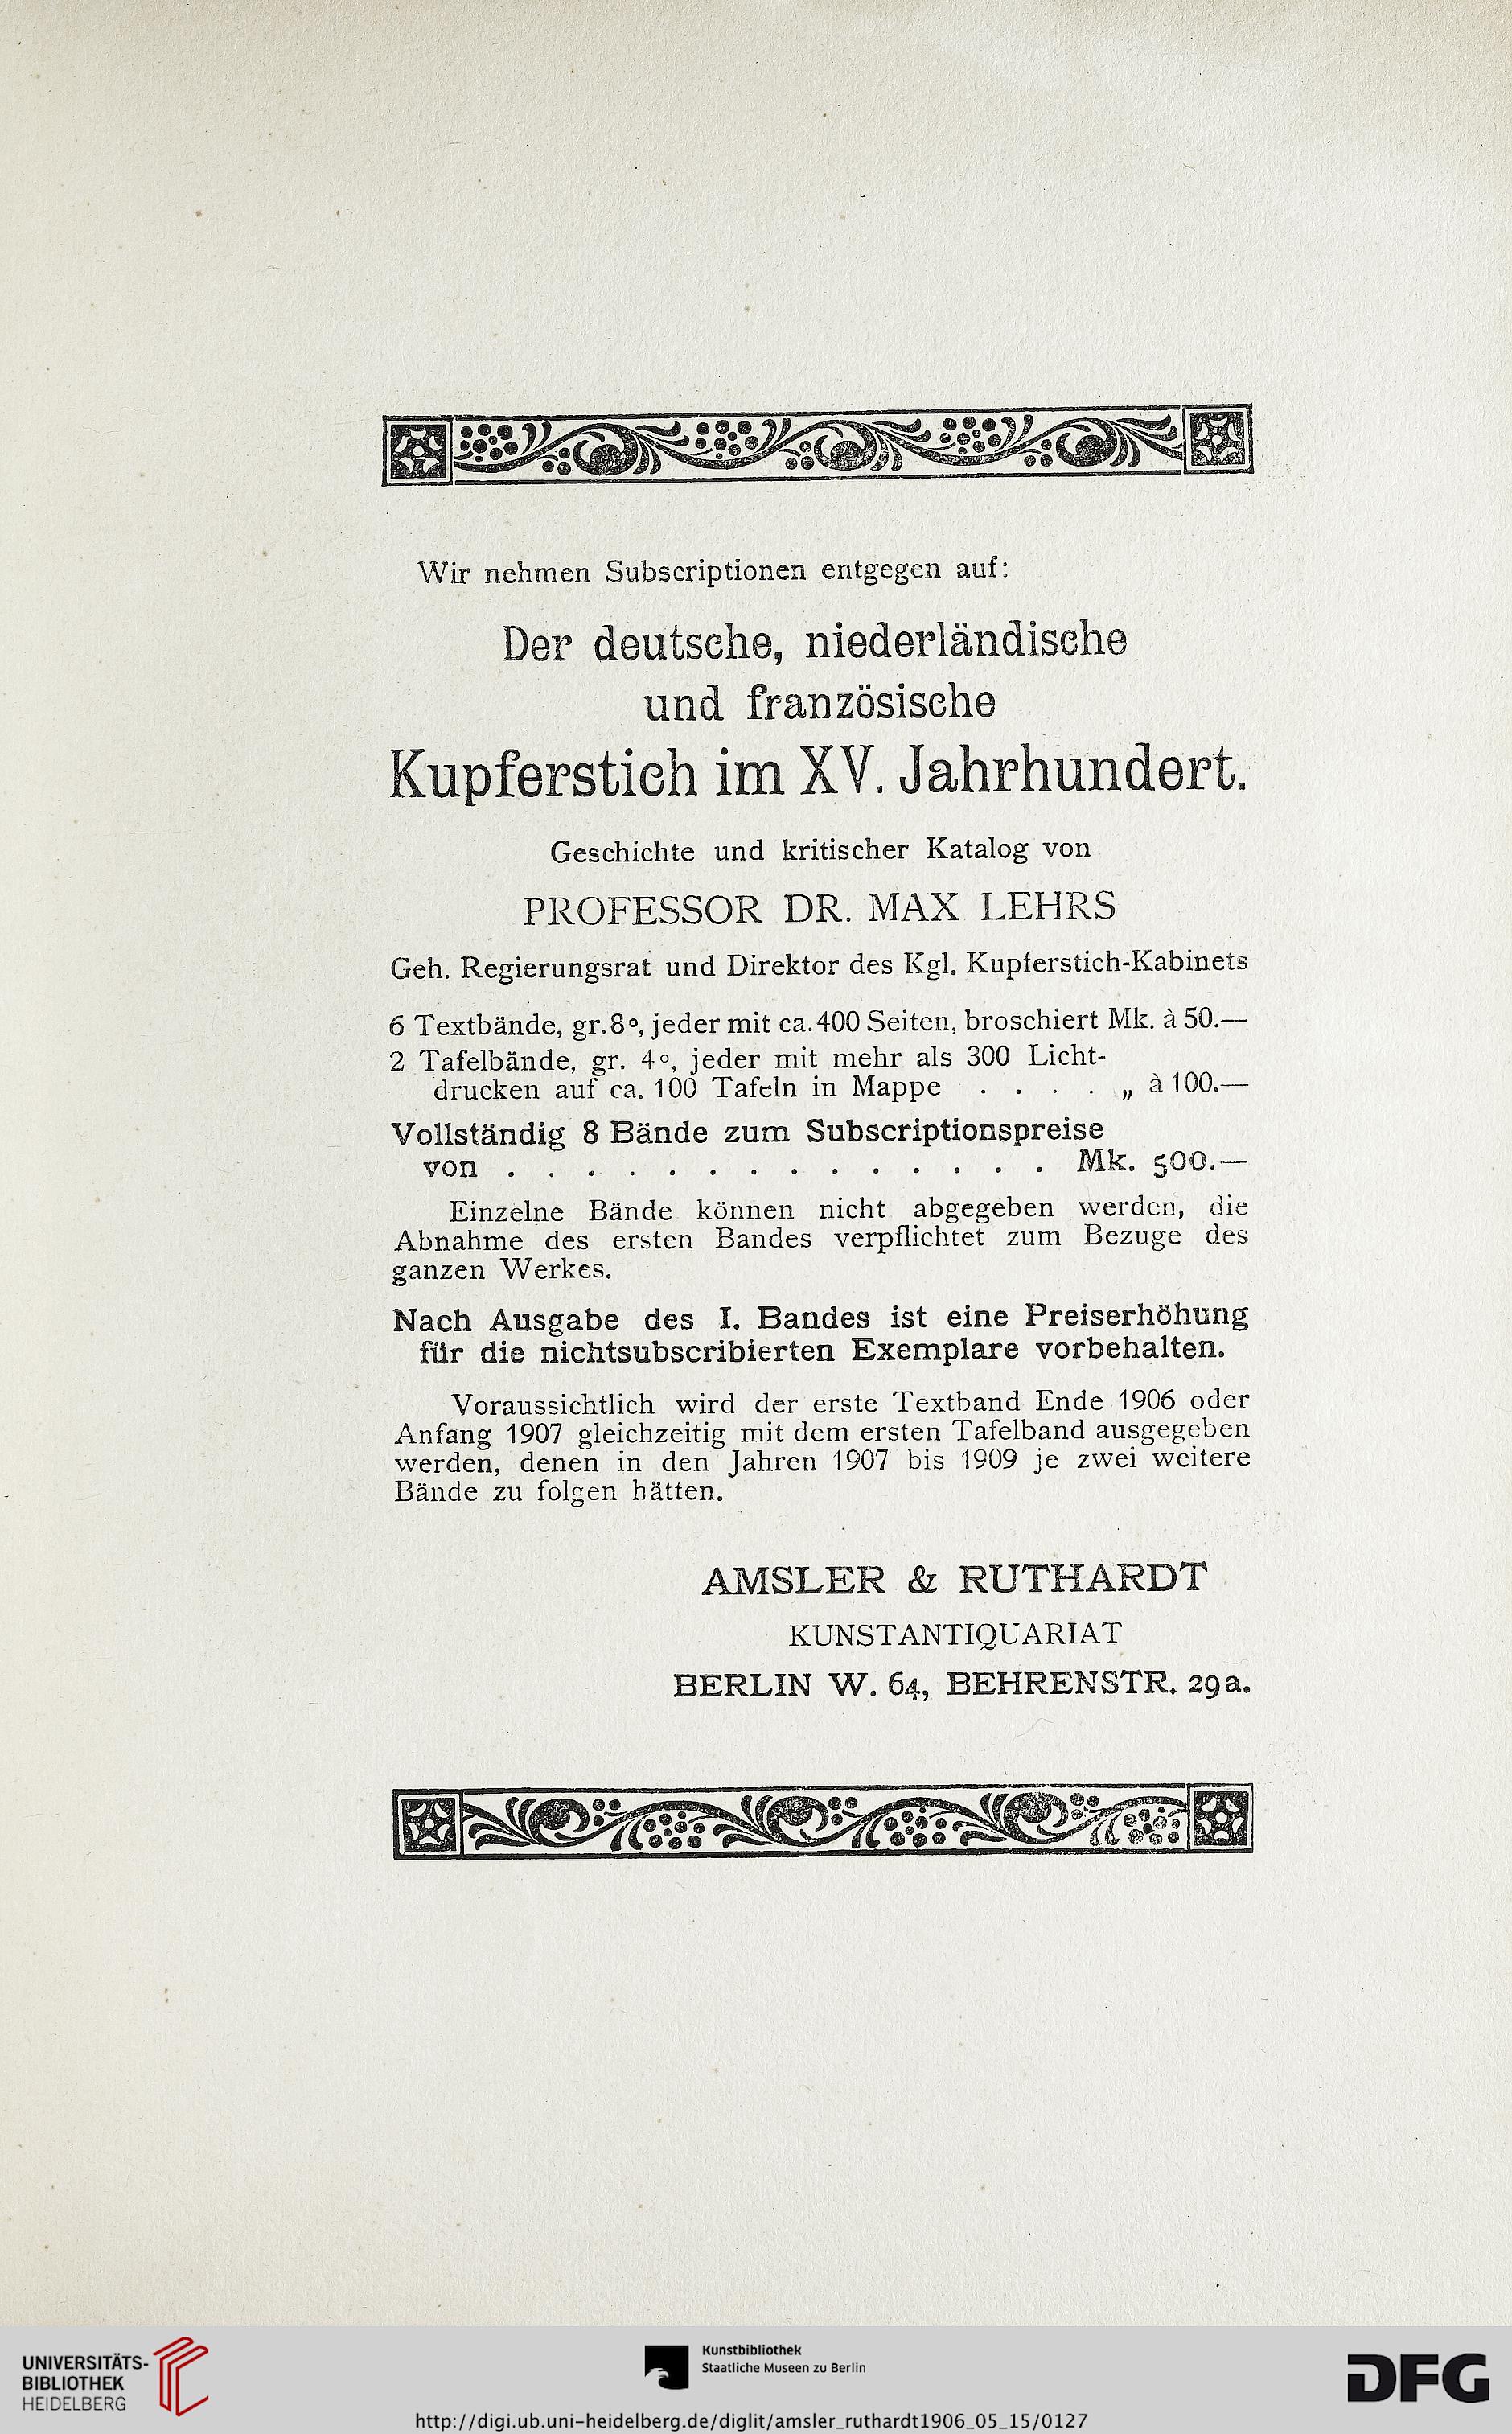 Wir nehmen Subscriptionen entgegen auf:
Der deutsche, niederländische
und französische
Kupferstich im XV. Jahrhundert.
Geschichte und kritischer Katalog von
PROFESSOR DR. MAX LEHRS
Geh. Regierungsrat und Direktor des Kgl. Kupferstich-Kabinets
6 Textbände, gr. 8°, jeder mit ca. 400 Seiten, broschiert Mk. à 50.—
2 Tafelbände, gr. 4°, jeder mit mehr als 300 Licht-
drucken auf ca. 100 Tafeln in Mappe . . . . „ à 100.—
Vollständig 8 Bände zum Subscriptionspreise
von . . . . . . . . . . . . . . Mk. 500.—
Einzelne Bände können nicht abgegeben werden, die
Abnahme des ersten Bandes verpflichtet zum Bezuge des
ganzen Werkes.
Nach Ausgabe des I. Bandes ist eine Preiserhöhung
für die nichtsubscribierten Exemplare vorbehalten.
Voraussichtlich wird der erste Textband Ende 1906 oder
Anfang 1907 gleichzeitig mit dem ersten Tafelband ausgegeben
werden, denen in den Jahren 1907 bis 1909 je zwei weitere
Bände zu folgen hätten.
AMSLER & RUTHARDT
KUNSTANTIQUARIAT
BERLIN W. 64, BEHRENSTR. 29a.
UNIVERSITÄTS-
BIBLIOTHEK
HEIDELBERG
Kunstbibliothek
Staatliche Museen zu Berlin
DFG
http://digi.ub.uni-heidelberg.de/diglit/amsler_ruthardt1906_05_15/0127